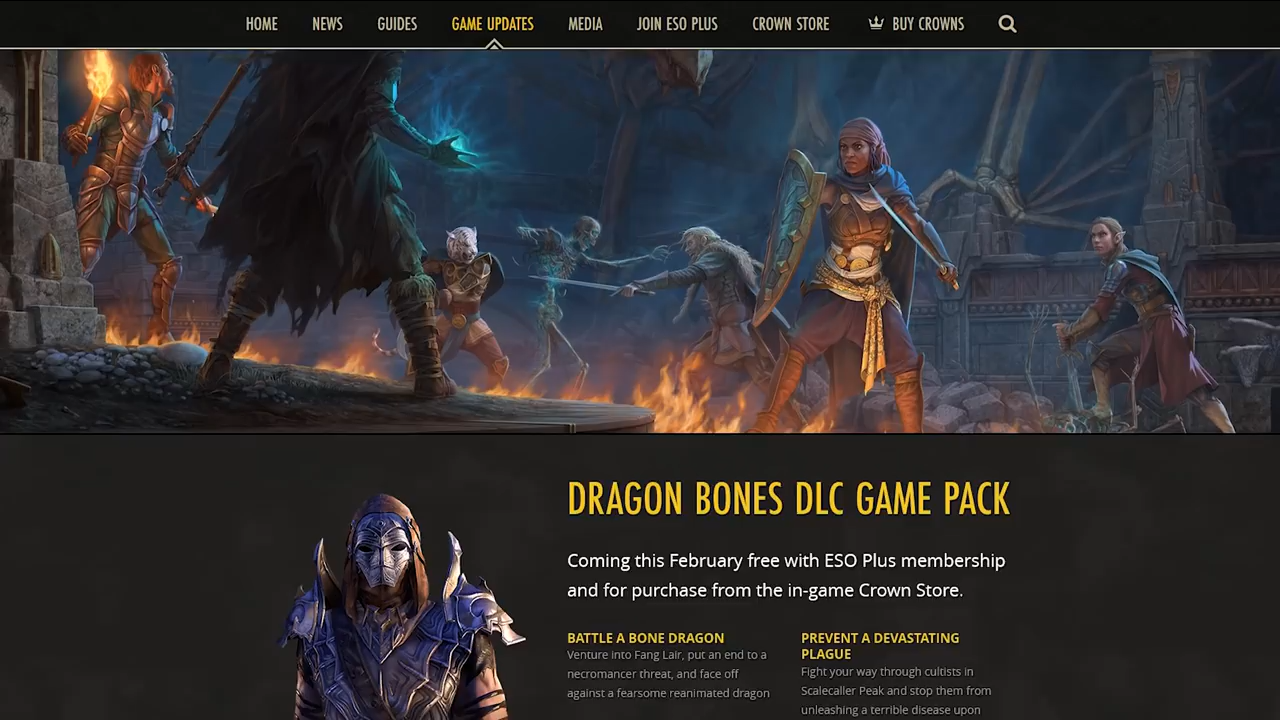 HOME NEWS GUIDES GAME UPDATES MEDIA JOIN ESO PLUS CROWN STORE BUY CROWNS
DRAGON BONES DLC GAME PACK
Coming this February free with ESO Plus membership
and for purchase from the in-game Crown Store.
BATTLE A BONE DRAGON
Venture into Fang Lair, put an end to a
necromancer threat, and face off
against a fearsome reanimated dragon
PREVENT A DEVASTATING
PLAGUE
Fight your way through cultists in
Scalecaller Peak and stop them from
unleashing a terrible disease upon